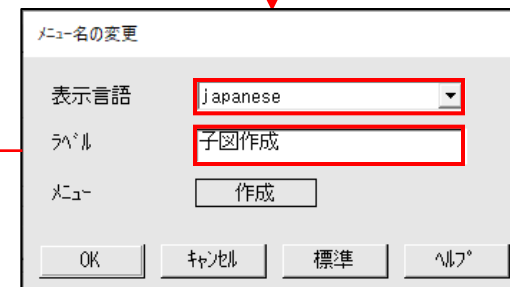 ﾒﾆｭｰ名の変更
表示言語 japanese
ﾗﾍﾞﾙ 子図作成
ﾒﾆｭｰ 作成
OK ｷｬﾝｾﾙ 標準 ﾍﾙﾌﾟ